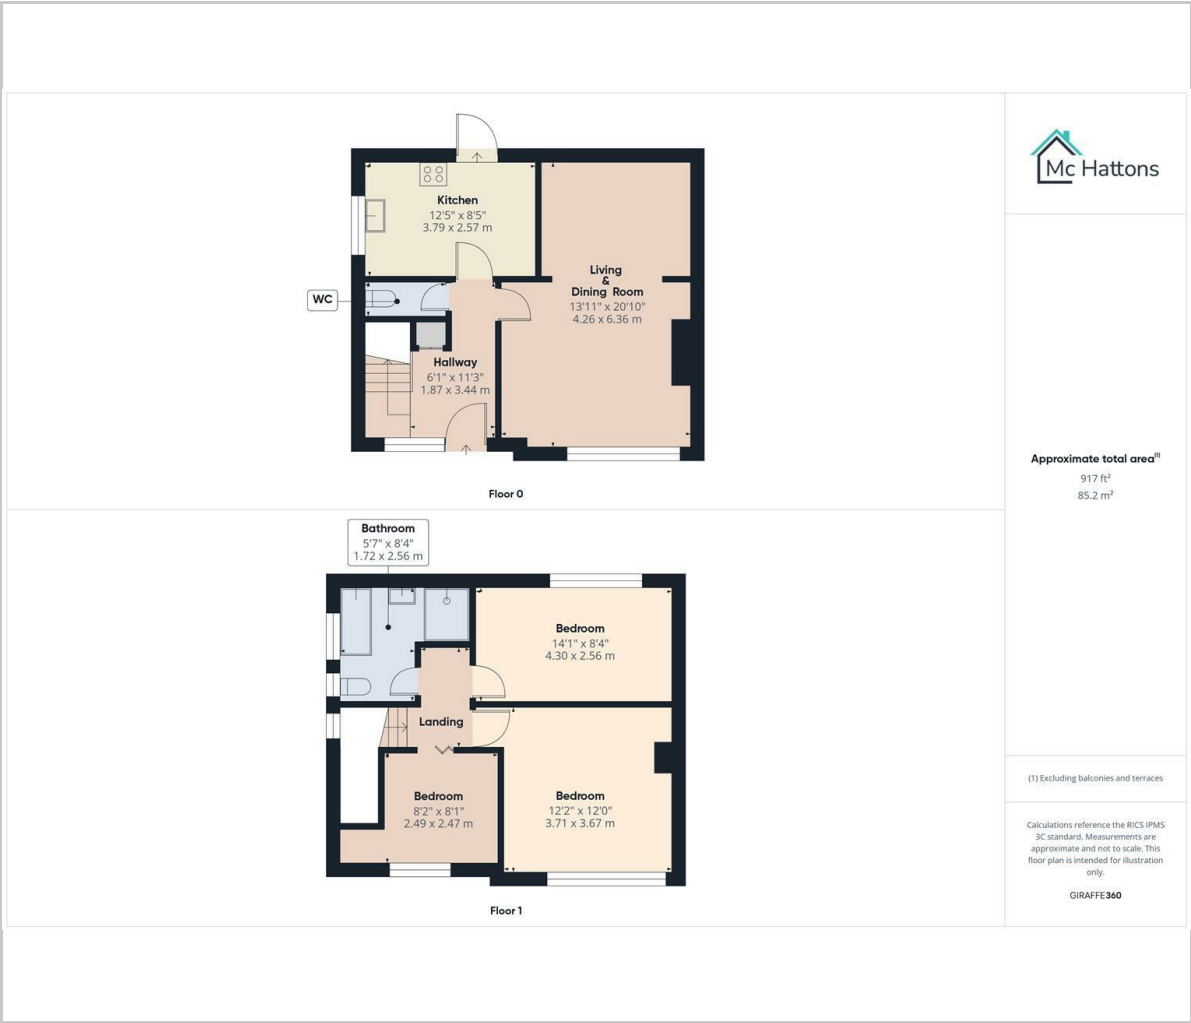 Kitchen
12'5" x 8'5"
3.79 x 2.57 m
WC
Living
&
Dining Room
13'11" x 20'10"
4.26 x 6.36 m
Hallway
6'1" x 11'3"
1.87 x 3.44 m
Floor 0
Bathroom
5'7" x 8'4"
1.72 x 2.56 m
Bedroom
14'1" x 8'4"
4.30 x 2.56 m
Landing
Bedroom
8'2" x 8'1"
2.49 x 2.47 m
Bedroom
12'2" x 12'0"
3.71 x 3.67 m
Floor 1
Mc Hattons
Approximate total area(1)
917 ft²
85.2 m²
(1) Excluding balconies and terraces
Calculations reference the RICS IPMS
3C standard. Measurements are
approximate and not to scale. This
floor plan is intended for illustration
only.
GIRAFFE360